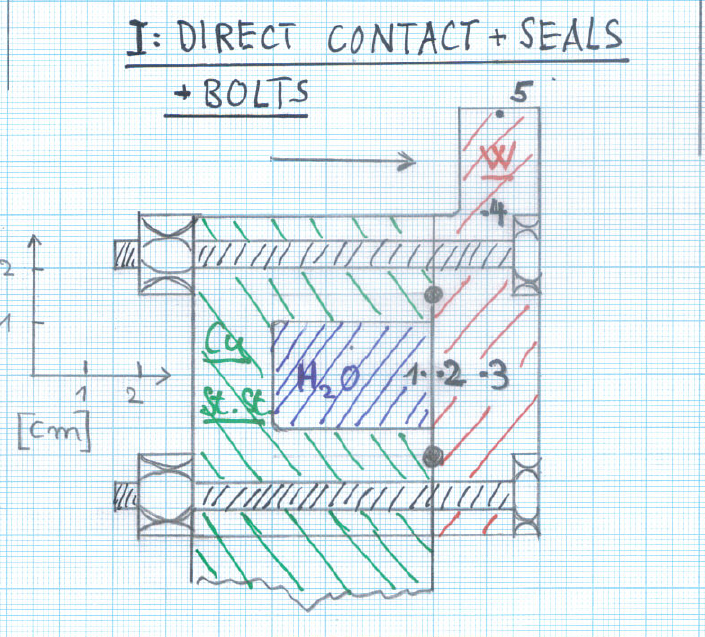 I: DIRECT CONTACT + SEALS
+ BOLTS
5
W
.4
2
1
Cu
H2O
1. .2 .3
St. St.
1 2
[cm]